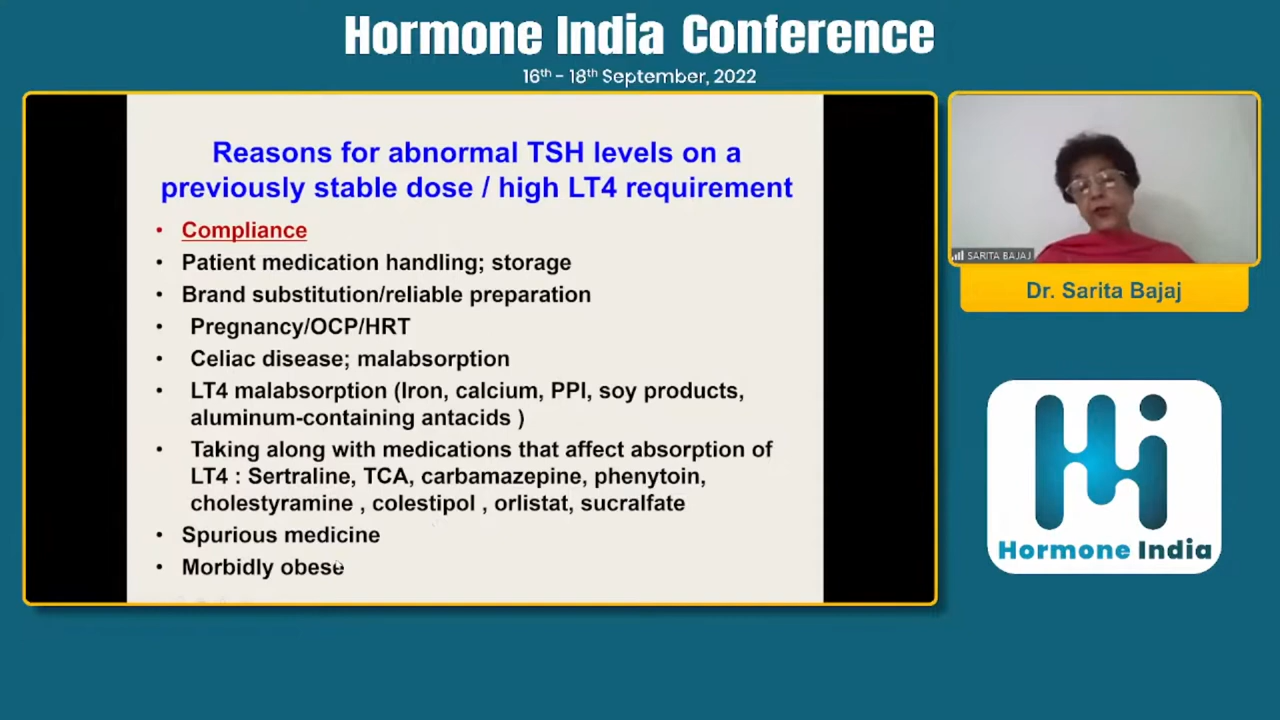 Hormone India Conference
16th - 18th September, 2022
Reasons for abnormal TSH levels on a
previously stable dose / high LT4 requirement
• Compliance
• Patient medication handling; storage
• Brand substitution/reliable preparation
• Pregnancy/OCP/HRT
• Celiac disease; malabsorption
• LT4 malabsorption (Iron, calcium, PPI, soy products,
aluminum-containing antacids )
• Taking along with medications that affect absorption of
LT4 : Sertraline, TCA, carbamazepine, phenytoin,
cholestyramine , colestipol , orlistat, sucralfate
• Spurious medicine
• Morbidly obese
SARITA BAJAJ
Dr. Sarita Bajaj
Hi
Hormone India